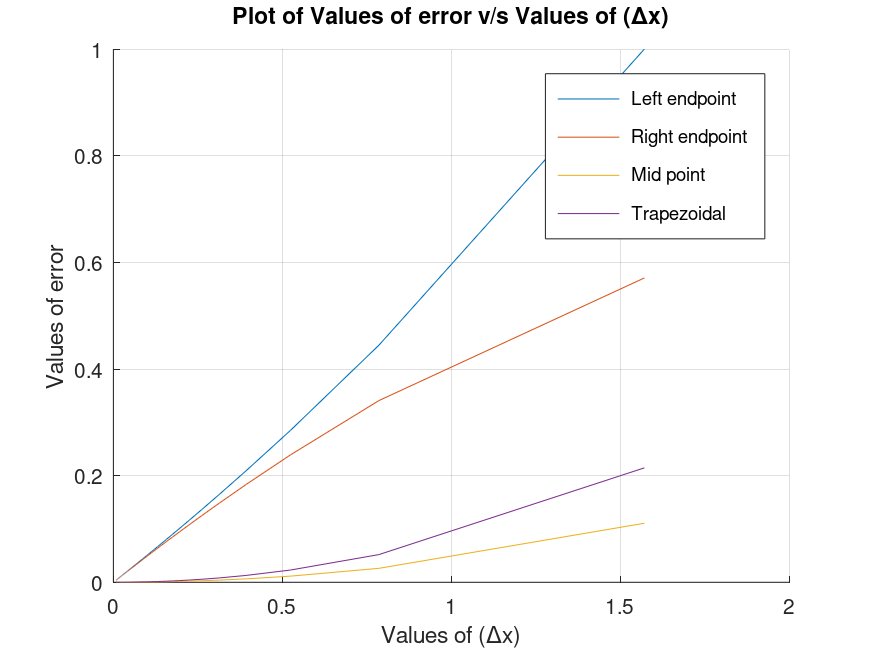 Plot of Values of error v/s Values of (Δx)
1
0.8
0.6
0.4
0.2
0
Values of error
Left endpoint
Right endpoint
Mid point
Trapezoidal
0 0.5 1 1.5 2
Values of (Δx)